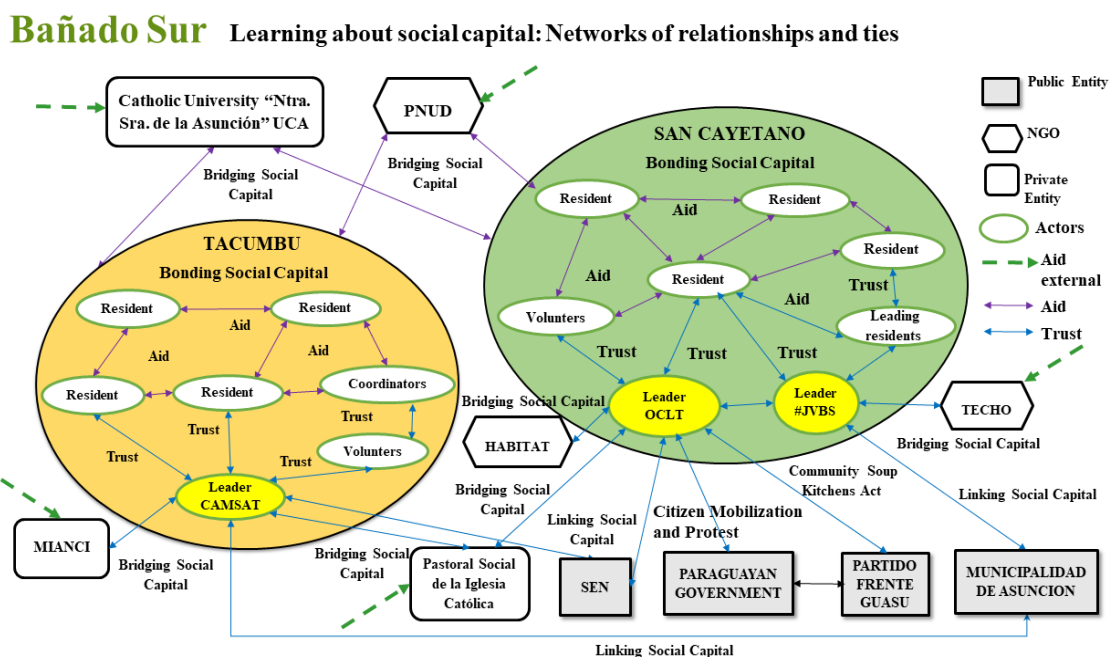 Bañado Sur Learning about social capital: Networks of relationships and ties
Catholic University “Ntra.
Sra. de la Asunción” UCA
PNUD
Public Entity
NGO
Private
Entity
Actors
Aid
external
Aid
Trust
Bridging Social
Capital
Bridging Social
Capital
SAN CAYETANO
Bonding Social Capital
Resident
Aid
Resident
Resident
Aid
Resident
Aid
Trust
Volunters
Leading
residents
Trust
Trust
Trust
Leader
OCLT
Leader
#JVBS
TACUMBU
Bonding Social Capital
Resident
Resident
Aid
Aid
Aid
Resident
Resident
Coordinators
Trust
Trust
Volunters
Trust
Trust
Leader
CAMSAT
Bridging Social Capital
HABITAT
TECHO
Bridging Social Capital
Bridging Social
Capital
Linking Social
Capital
Citizen Mobilization
and Protest
Community Soup
Kitchens Act
Linking Social Capital
MIANCI
Bridging Social
Capital
Bridging Social
Capital
Pastoral Social
de la Iglesia
Católica
SEN
PARAGUAYAN
GOVERNMENT
PARTIDO
FRENTE
GUASU
MUNICIPALIDAD
DE ASUNCION
Linking Social Capital